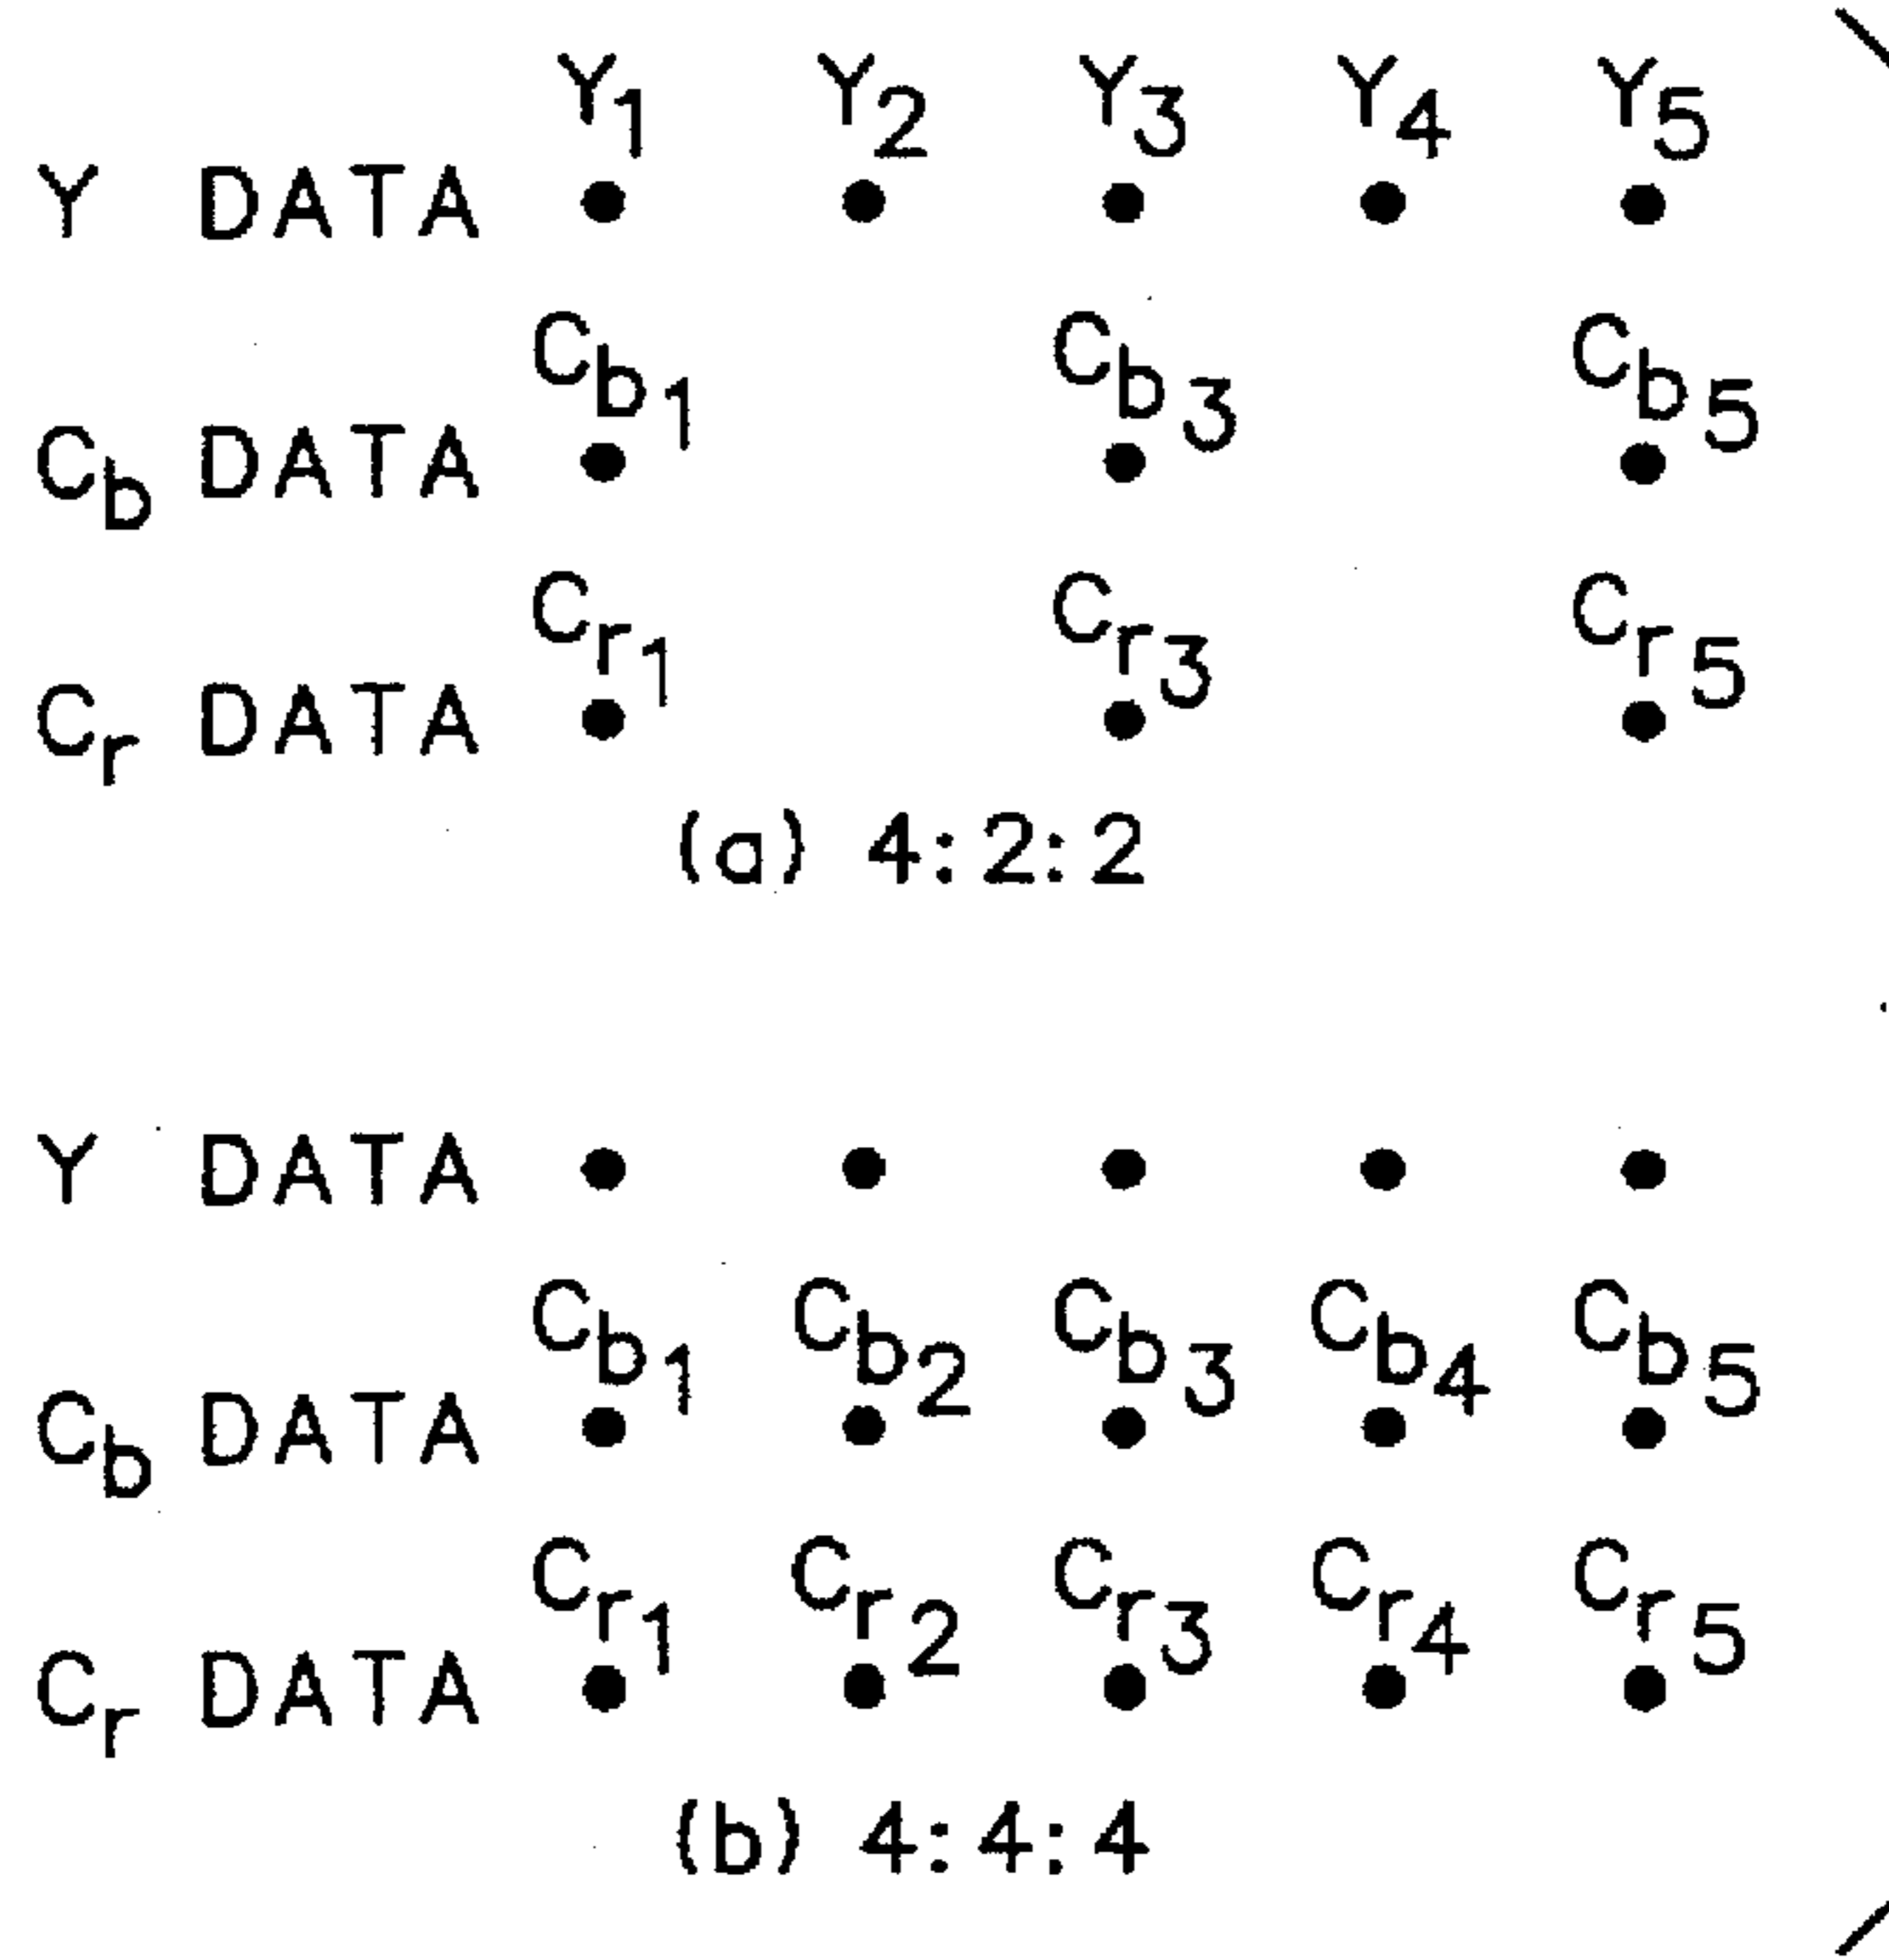 Y1 Y2 Y3 Y4 Y5
Y DATA
Cb1 Cb3 Cb5
Cb DATA
Cr1 Cr3 Cr5
Cr DATA
(a) 4:2:2
Y DATA
Cb1 Cb2 Cb3 Cb4 Cb5
Cb DATA
Cr1 Cr2 Cr3 Cr4 Cr5
Cr DATA
(b) 4:4:4